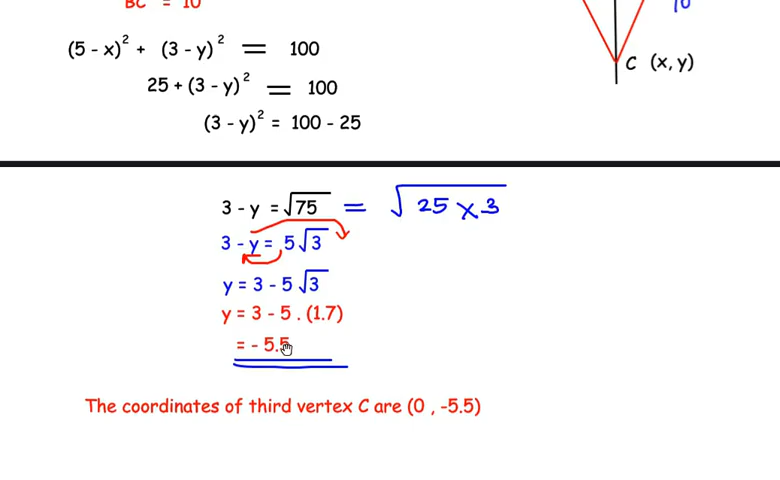 BC = 10
10
(5 - x)² + (3 - y)² = 100
25 + (3 - y)² = 100
C (x, y)
(3 - y)² = 100 - 25
3 - y = √75 = √25 × 3
3 - y = 5√3
y = 3 - 5√3
y = 3 - 5 . (1.7)
= - 5.5
The coordinates of third vertex C are (0 , -5.5)